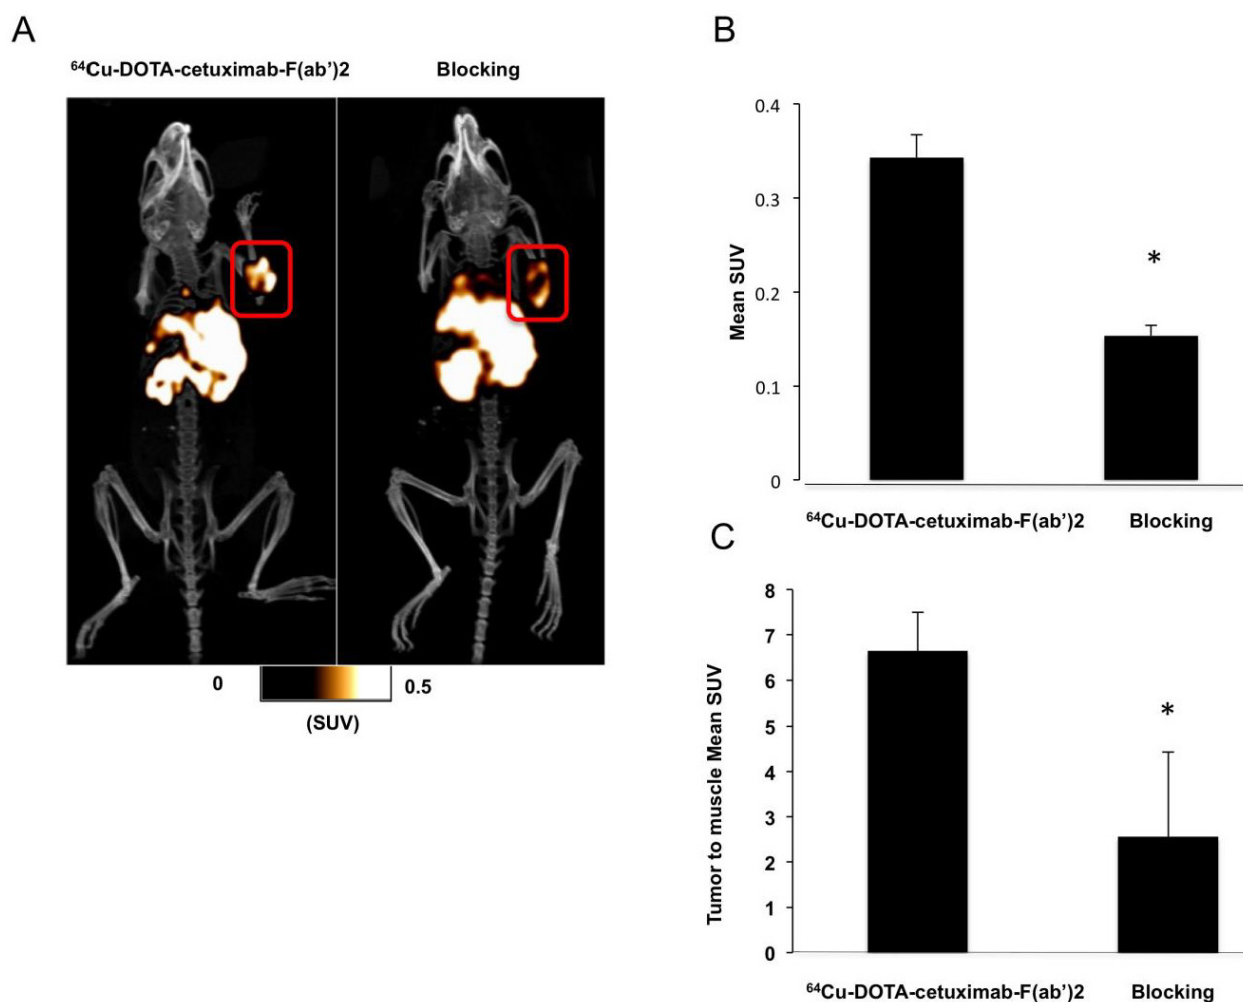 A
⁶⁴Cu-DOTA-cetuximab-F(ab’)2 Blocking
0 0.5
(SUV)
B
0.4
0.3
0.2
0.1
0
Mean SUV
*
⁶⁴Cu-DOTA-cetuximab-F(ab’)2 Blocking
C
8
7
6
5
4
3
2
1
0
Tumor to muscle Mean SUV
*
⁶⁴Cu-DOTA-cetuximab-F(ab’)2 Blocking